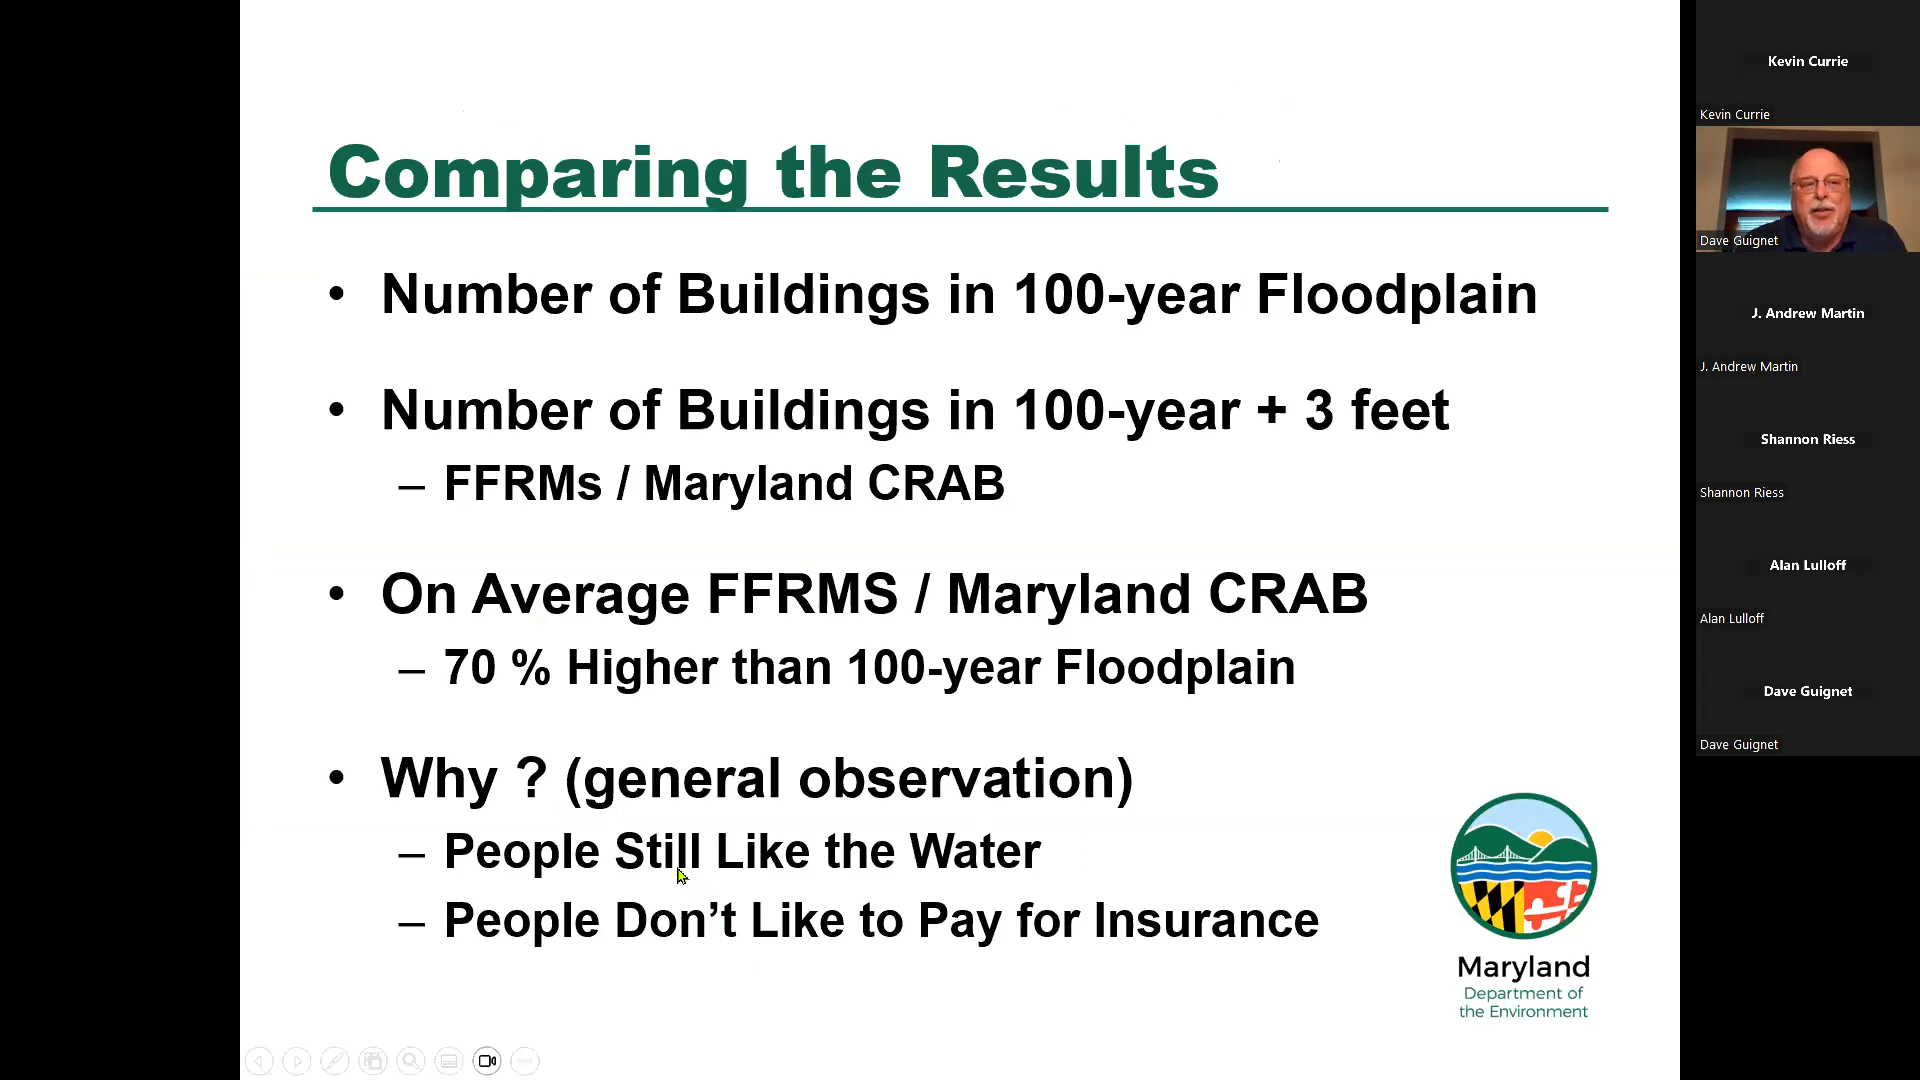 Comparing the Results
• Number of Buildings in 100-year Floodplain
• Number of Buildings in 100-year + 3 feet
– FFRMs / Maryland CRAB
• On Average FFRMS / Maryland CRAB
– 70 % Higher than 100-year Floodplain
• Why ? (general observation)
– People Still Like the Water
– People Don’t Like to Pay for Insurance
Maryland
Department of
the Environment
Kevin Currie
Kevin Currie
Dave Guignet
J. Andrew Martin
J. Andrew Martin
Shannon Riess
Shannon Riess
Alan Lulloff
Alan Lulloff
Dave Guignet
Dave Guignet